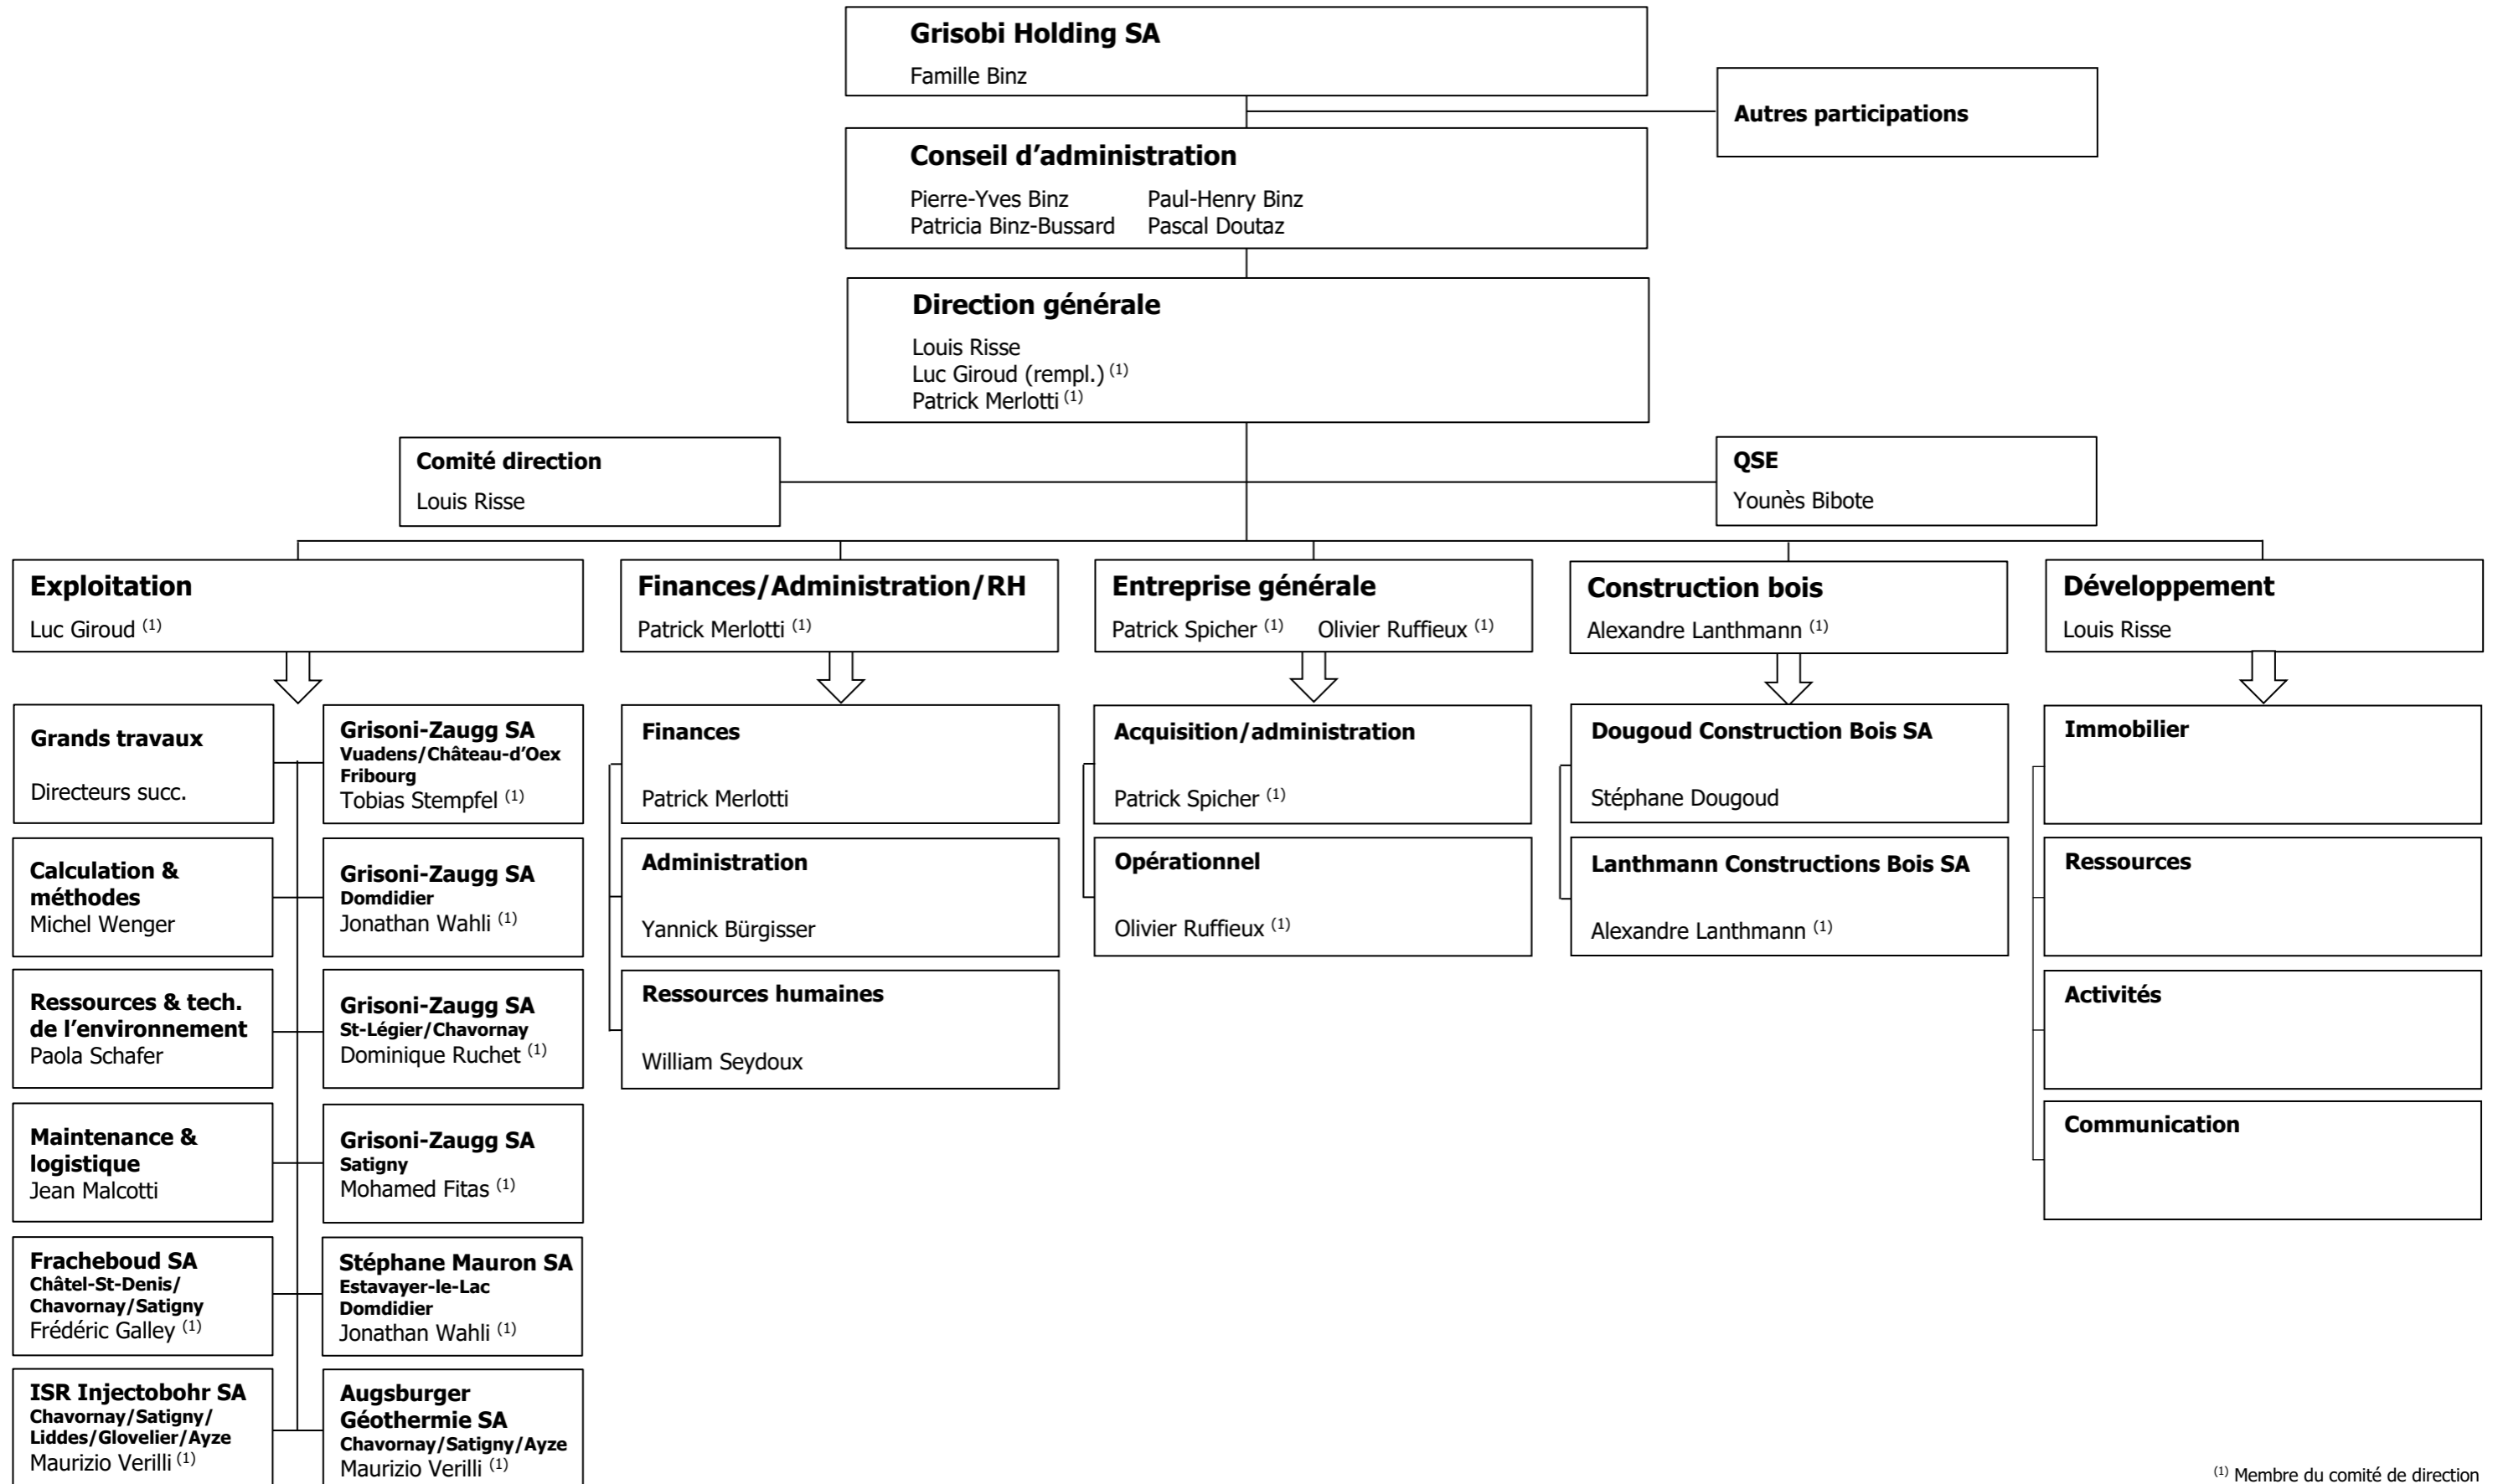 Grisobi Holding SA
Famille Binz
Autres participations
Conseil d’administration
Pierre-Yves Binz Paul-Henry Binz
Patricia Binz-Bussard Pascal Doutaz
Direction générale
Louis Risse
Luc Giroud (rempl.) (1)
Patrick Merlotti (1)
Comité direction
Louis Risse
QSE
Younès Bibote
Exploitation
Luc Giroud (1)
Finances/Administration/RH
Patrick Merlotti (1)
Entreprise générale
Patrick Spicher (1) Olivier Ruffieux (1)
Construction bois
Alexandre Lanthmann (1)
Développement
Louis Risse
Grands travaux
Directeurs succ.
Grisoni-Zaugg SA
Vuadens/Château-d’Oex
Fribourg
Tobias Stempfel (1)
Calculation &
méthodes
Michel Wenger
Grisoni-Zaugg SA
Domdidier
Jonathan Wahli (1)
Ressources & tech.
de l’environnement
Paola Schafer
Grisoni-Zaugg SA
St-Légier/Chavornay
Dominique Ruchet (1)
Maintenance &
logistique
Jean Malcotti
Grisoni-Zaugg SA
Satigny
Mohamed Fitas (1)
Fracheboud SA
Châtel-St-Denis/
Chavornay/Satigny
Frédéric Galley (1)
Stéphane Mauron SA
Estavayer-le-Lac
Domdidier
Jonathan Wahli (1)
ISR Injectobohr SA
Chavornay/Satigny/
Liddes/Glovelier/Ayze
Maurizio Verilli (1)
Augsburger
Géothermie SA
Chavornay/Satigny/Ayze
Maurizio Verilli (1)
Finances
Patrick Merlotti
Administration
Yannick Bürgisser
Ressources humaines
William Seydoux
Acquisition/administration
Patrick Spicher (1)
Opérationnel
Olivier Ruffieux (1)
Dougoud Construction Bois SA
Stéphane Dougoud
Lanthmann Constructions Bois SA
Alexandre Lanthmann (1)
Immobilier
Ressources
Activités
Communication
(1) Membre du comité de direction